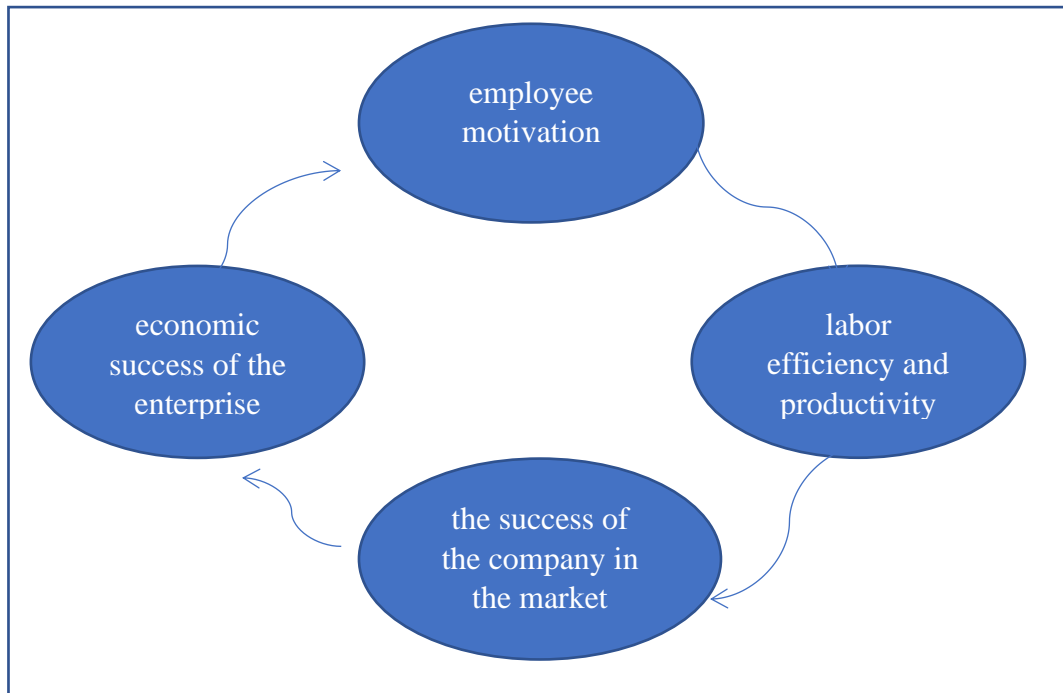 employee
motivation
labor
efficiency and
productivity
the success of
the company in
the market
economic
success of the
enterprise